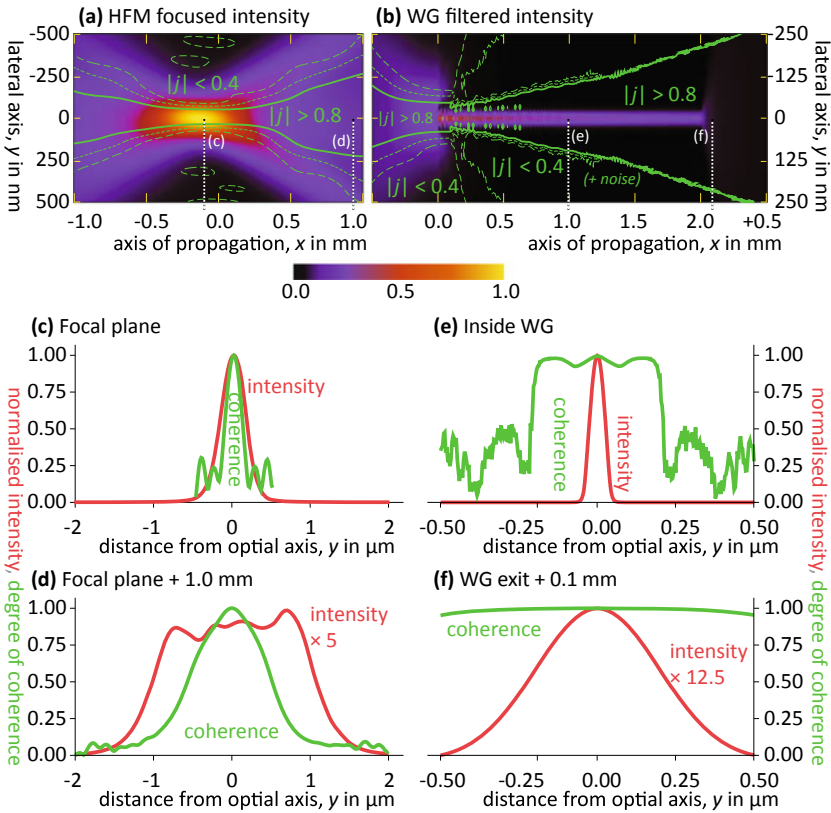 (a) HFM focused intensity
(b) WG filtered intensity
lateral axis, y in nm
-500
-250
0
250
500
|j| < 0.4
|j| > 0.8
(c)
(d)
-1.0
-0.5
0.0
0.5
1.0
axis of propagation, x in mm
|j| > 0.8
|j| > 0.8
|j| < 0.4
|j| < 0.4
(+ noise)
(e)
(f)
0.0
0.5
1.0
1.5
2.0
+0.5
axis of propagation, x in mm
250
125
0
125
250
lateral axis, y in nm
0.0
0.5
1.0
(c) Focal plane
1.00
0.75
0.50
0.25
0.00
intensity
coherence
-2
-1
0
1
2
distance from optial axis, y in µm
(e) Inside WG
1.00
0.75
0.50
0.25
0.00
coherence
intensity
-0.50
-0.25
0.00
0.25
0.50
distance from optial axis, y in µm
(d) Focal plane + 1.0 mm
1.00
0.75
0.50
0.25
0.00
intensity
× 5
coherence
-2
-1
0
1
2
distance from optial axis, y in µm
(f) WG exit + 0.1 mm
1.00
0.75
0.50
0.25
0.00
coherence
intensity
× 12.5
-0.50
-0.25
0.00
0.25
0.50
distance from optial axis, y in µm
normalised intensity, degree of coherence
normalised intensity, degree of coherence